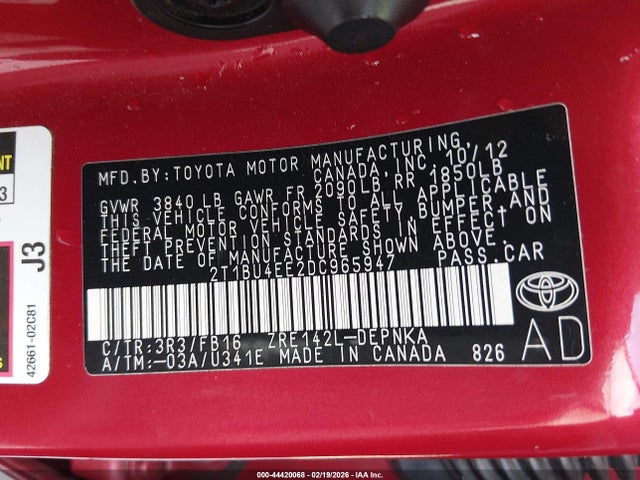 MFD.BY:TOYOTA MOTOR MANUFACTURING,
CANADA,INC. 10/12
GVWR 3840LB GAWR FR 2090LB RR 1850LB
THIS VEHICLE CONFORMS TO ALL APPLICABLE
FEDERAL MOTOR VEHICLE SAFETY,BUMPER,AND
THEFT PREVENTION STANDARDS IN EFFECT ON
THE DATE OF MANUFACTURE SHOWN ABOVE.
2T1BU4EE2DC965947 PASS.CAR
C/TR:3R3/FB16 ZRE142L-DEPNKA
A/TM:-03A/U341E MADE IN CANADA 826
AD
NT
3
J3
42661-02C81
000-44420068 - 02/19/2026 - IAA Inc.